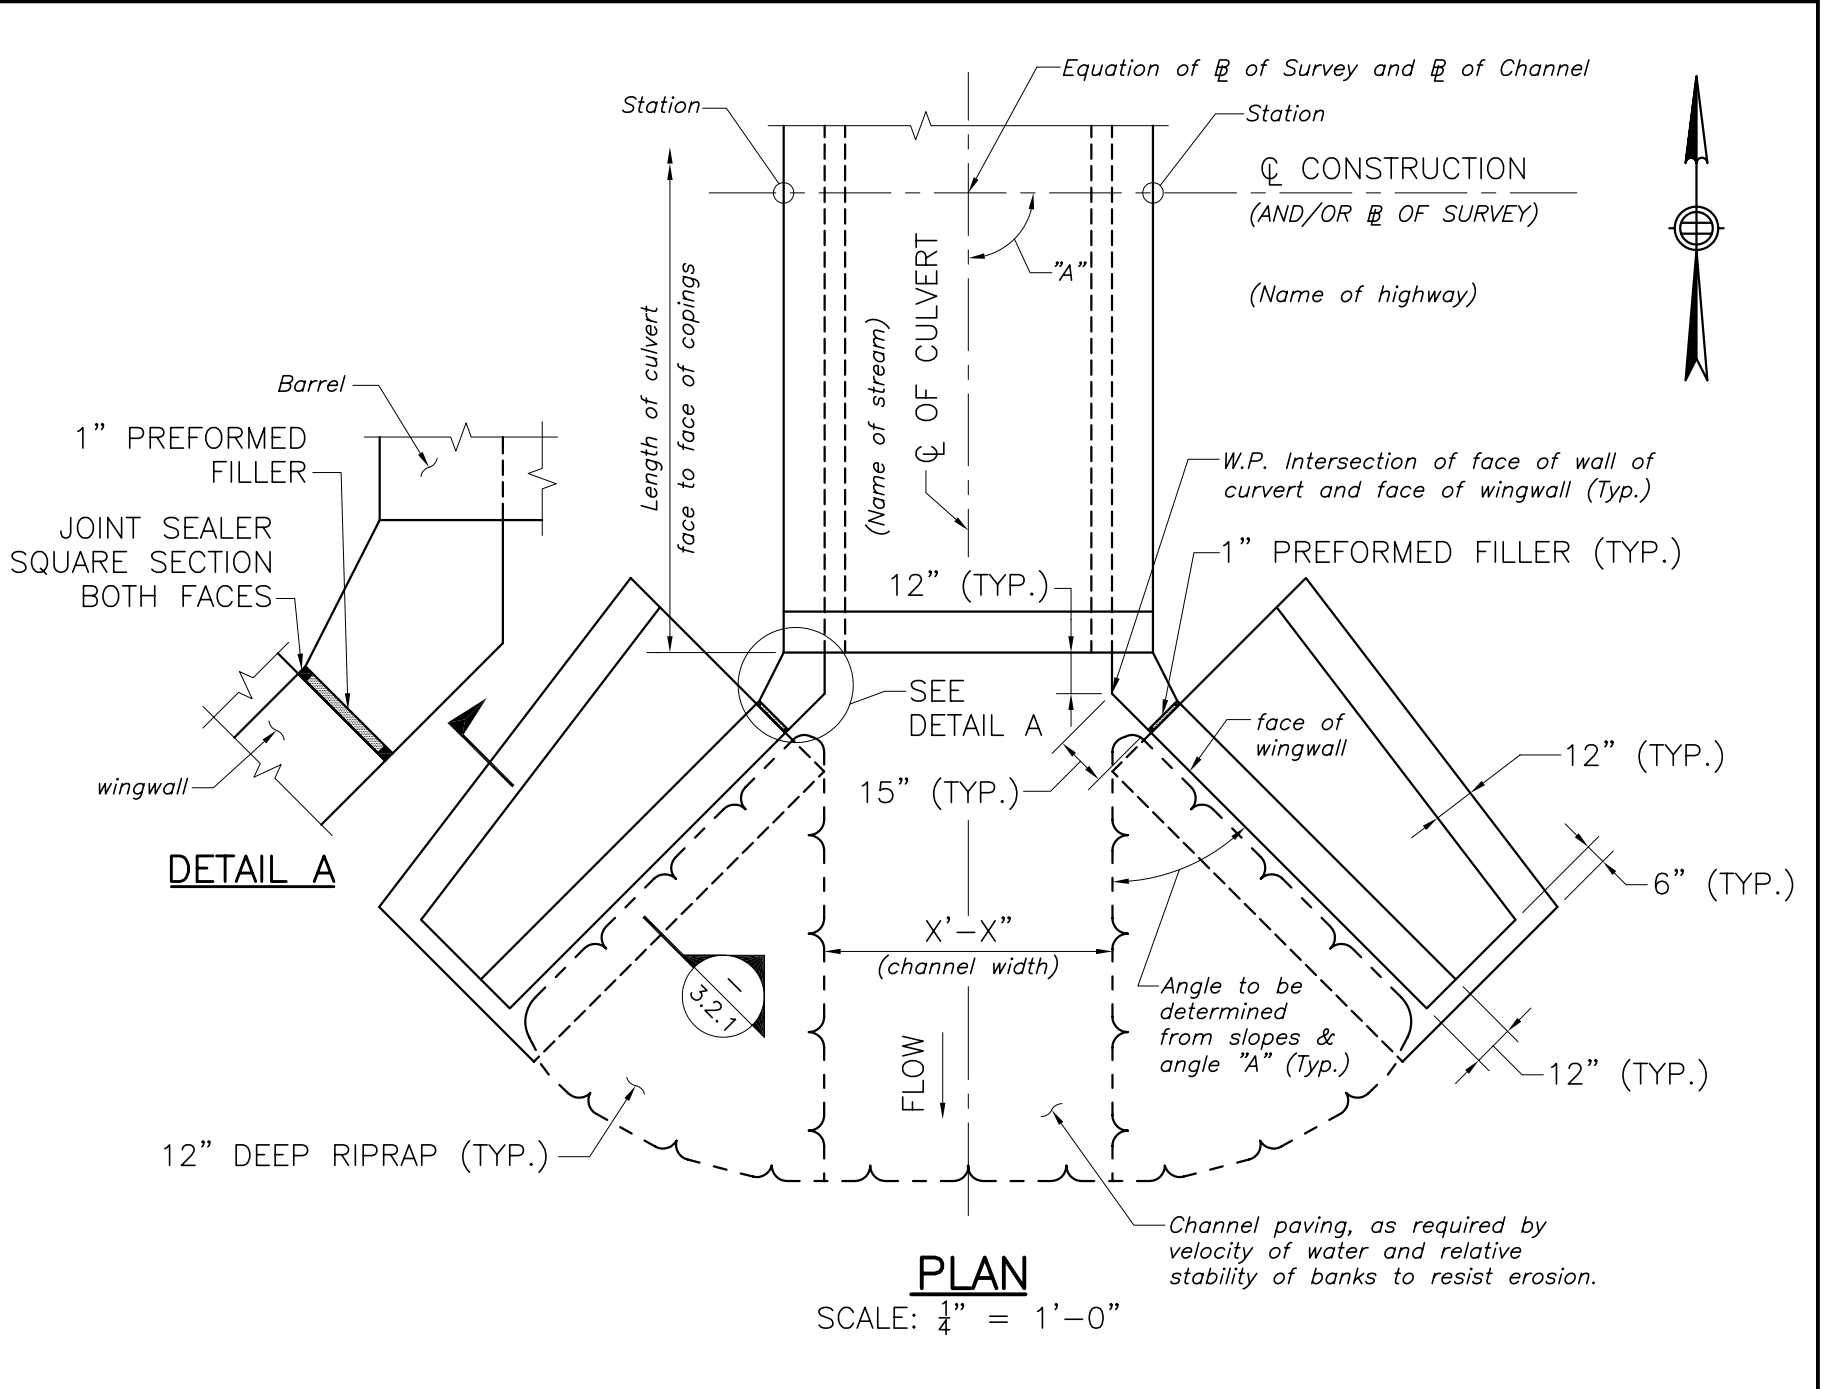 Equation of ⅊ of Survey and ⅊ of Channel
Station
Station
℄ CONSTRUCTION
(AND/OR ⅊ OF SURVEY)
"A"
(Name of highway)
Length of culvert
face to face of copings
(Name of stream)
℄ OF CULVERT
Barrel
1" PREFORMED
FILLER
JOINT SEALER
SQUARE SECTION
BOTH FACES
wingwall
DETAIL A
W.P. Intersection of face of wall of
curvert and face of wingwall (Typ.)
1" PREFORMED FILLER (TYP.)
12" (TYP.)
SEE
DETAIL A
face of
wingwall
15" (TYP.)
12" (TYP.)
6" (TYP.)
X'-X"
(channel width)
3.2.1
Angle to be
determined
from slopes &
angle "A" (Typ.)
12" (TYP.)
FLOW
12" DEEP RIPRAP (TYP.)
Channel paving, as required by
velocity of water and relative
stability of banks to resist erosion.
PLAN
SCALE: 1/4" = 1'-0"